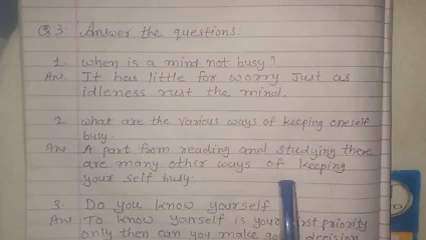 Q3. Answer the questions:
1. when is a mind not busy?
Ans It has little for worry Just as
idleness rust the mind.
2. what are the various ways of keeping oneself
busy.
Ans A part from reading and studying there
are many other ways of keeping
your self busy.
3. Do you know yourself
Ans To know yourself is your first priority
only then can you make decision